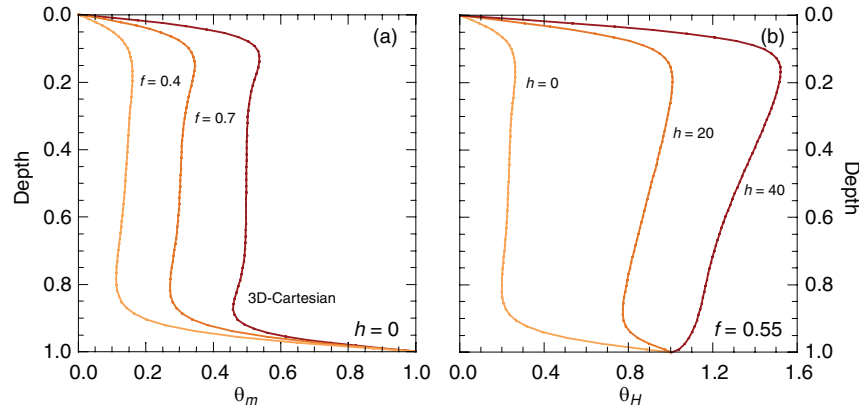 (a)
0.0
0.2
0.4
0.6
0.8
1.0
Depth
f = 0.4
f = 0.7
3D-Cartesian
h = 0
0.0 0.2 0.4 0.6 0.8 1.0
θm
(b)
h = 0
h = 20
h = 40
f = 0.55
0.0
0.2
0.4
0.6
0.8
1.0
Depth
0.0 0.4 0.8 1.2 1.6
θH